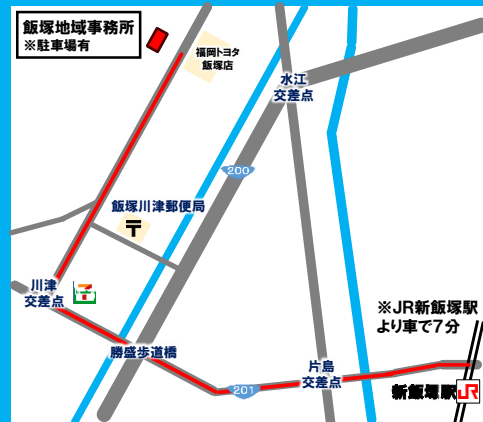 飯塚地域事務所
※駐車場有
福岡トヨタ
飯塚店
水江
交差点
200
飯塚川津郵便局
〒
川津
交差点
7
※JR新飯塚駅
より車で7分
勝盛歩道橋
片島
交差点
201
新飯塚駅
JR